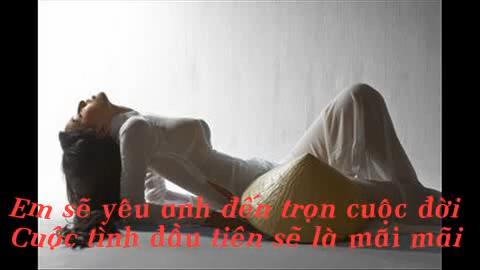 Em sẽ yêu anh đến trọn cuộc đời
Cuộc tình đầu tiên sẽ là mãi mãi